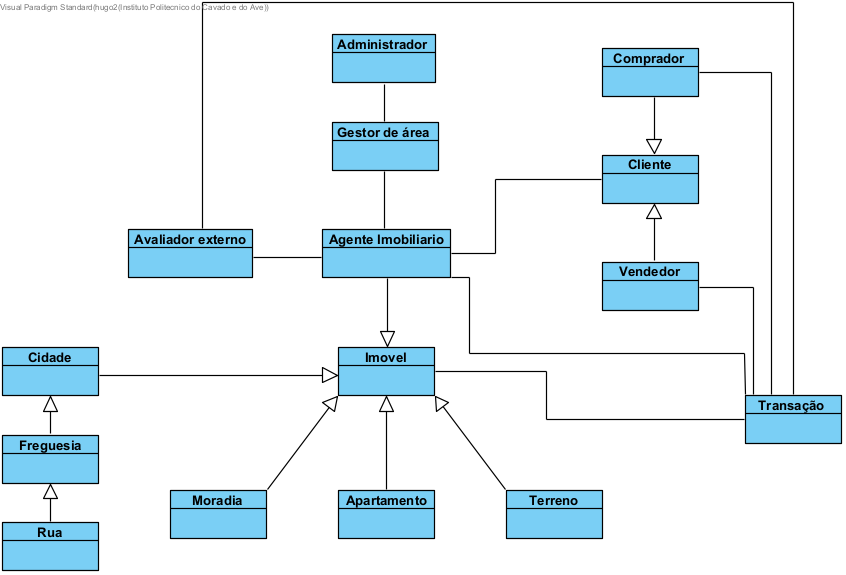 Visual Paradigm Standard(hugo2(Instituto Politecnico do Cavado e do Ave))
Administrador
Comprador
Gestor de área
Cliente
Avaliador externo
Agente Imobiliario
Vendedor
Cidade
Imovel
Transação
Freguesia
Moradia
Apartamento
Terreno
Rua